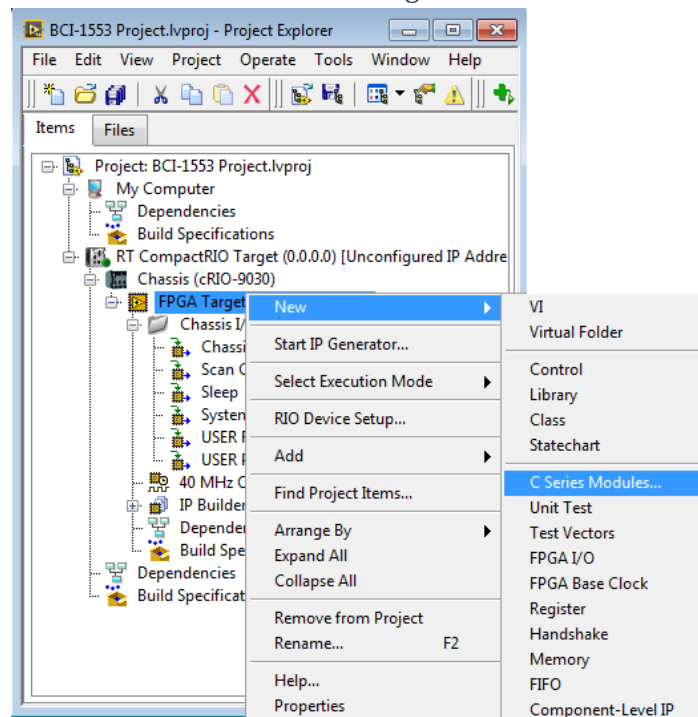 BCI-1553 Project.lvproj - Project Explorer
File Edit View Project Operate Tools Window Help
Items Files
Project: BCI-1553 Project.lvproj
My Computer
Dependencies
Build Specifications
RT CompactRIO Target (0.0.0.0) [Unconfigured IP Addre
Chassis (cRIO-9030)
FPGA Target
Chassis I/
Chassi
Scan C
Sleep
System
USER F
USER F
40 MHz C
IP Builder
Depender
Build Spe
Dependencies
Build Specificat
New
Start IP Generator...
Select Execution Mode
RIO Device Setup...
Add
Find Project Items...
Arrange By
Expand All
Collapse All
Remove from Project
Rename... F2
Help...
Properties
VI
Virtual Folder
Control
Library
Class
Statechart
C Series Modules...
Unit Test
Test Vectors
FPGA I/O
FPGA Base Clock
Register
Handshake
Memory
FIFO
Component-Level IP